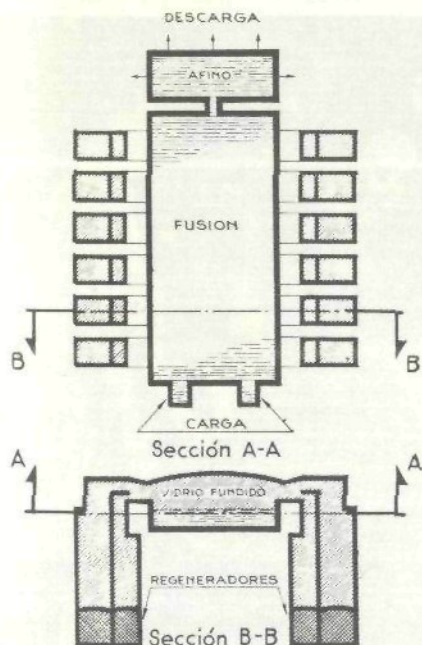 DESCARGA
AFINO
FUSION
B B
CARGA
Sección A-A
A A
VIDRIO FUNDIDO
REGENERADORES
Sección B-B